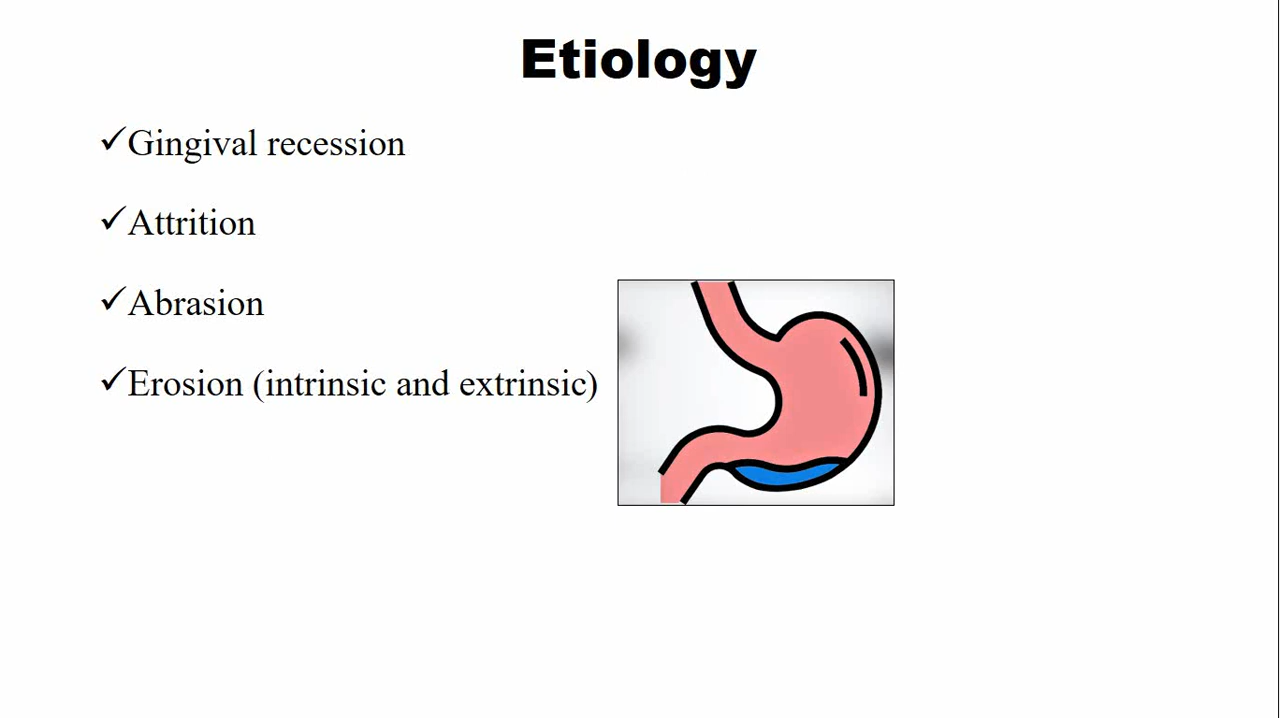 Etiology
✓Gingival recession
✓Attrition
✓Abrasion
✓Erosion (intrinsic and extrinsic)